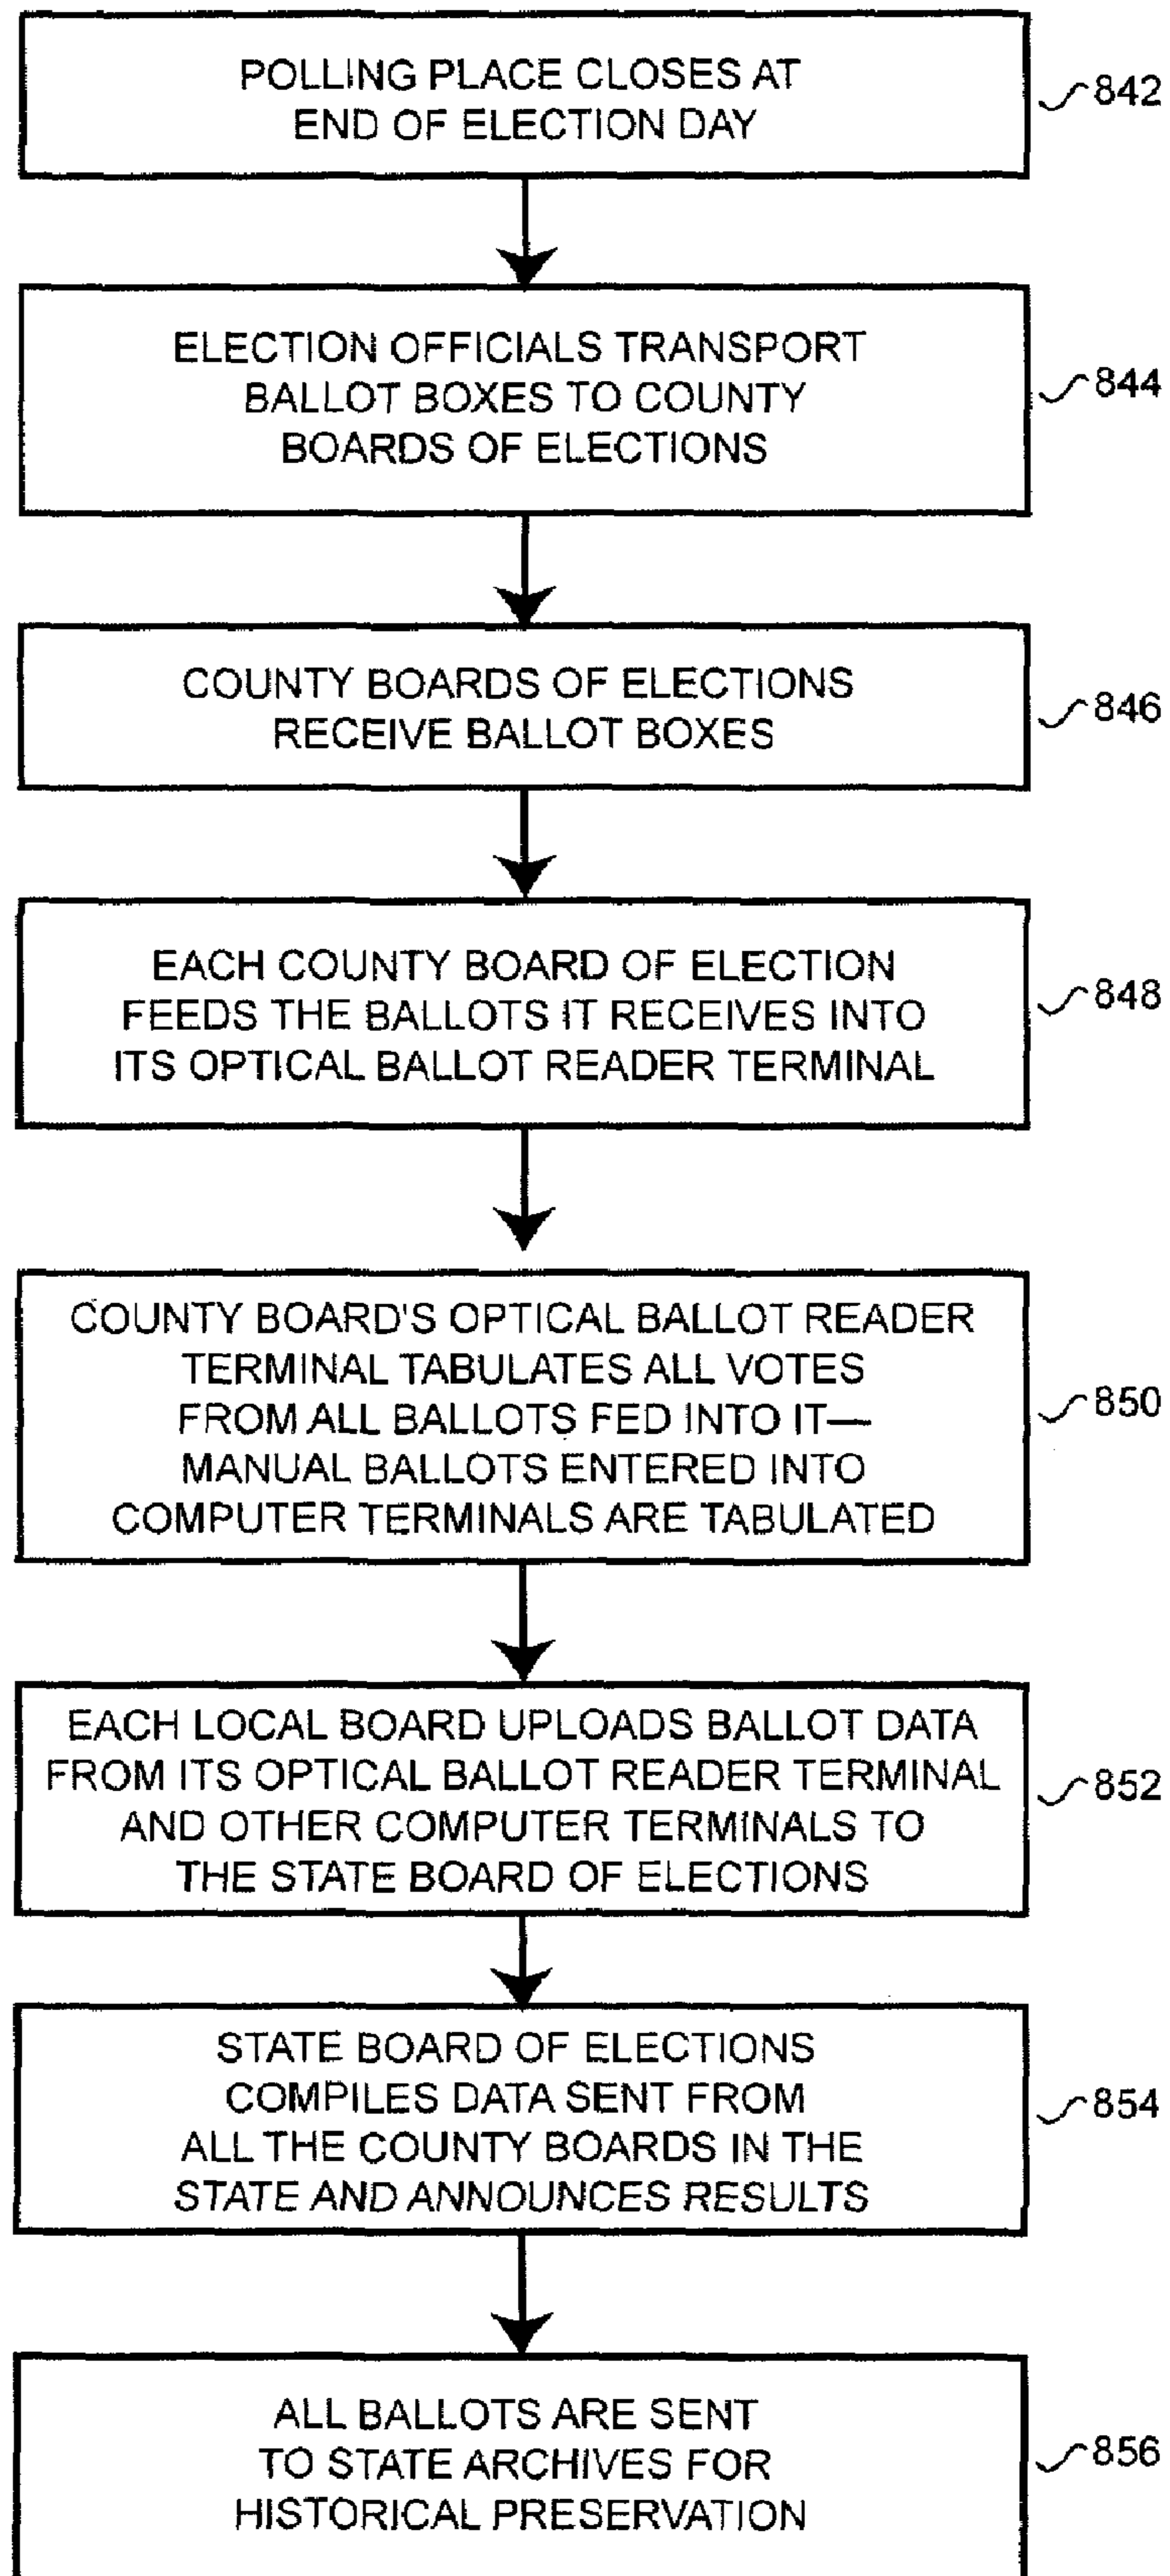 POLLING PLACE CLOSES AT
END OF ELECTION DAY
842
ELECTION OFFICIALS TRANSPORT
BALLOT BOXES TO COUNTY
BOARDS OF ELECTIONS
844
COUNTY BOARDS OF ELECTIONS
RECEIVE BALLOT BOXES
846
EACH COUNTY BOARD OF ELECTION
FEEDS THE BALLOTS IT RECEIVES INTO
ITS OPTICAL BALLOT READER TERMINAL
848
COUNTY BOARD'S OPTICAL BALLOT READER
TERMINAL TABULATES ALL VOTES
FROM ALL BALLOTS FED INTO IT—
MANUAL BALLOTS ENTERED INTO
COMPUTER TERMINALS ARE TABULATED
850
EACH LOCAL BOARD UPLOADS BALLOT DATA
FROM ITS OPTICAL BALLOT READER TERMINAL
AND OTHER COMPUTER TERMINALS TO
THE STATE BOARD OF ELECTIONS
852
STATE BOARD OF ELECTIONS
COMPILES DATA SENT FROM
ALL THE COUNTY BOARDS IN THE
STATE AND ANNOUNCES RESULTS
854
ALL BALLOTS ARE SENT
TO STATE ARCHIVES FOR
HISTORICAL PRESERVATION
856